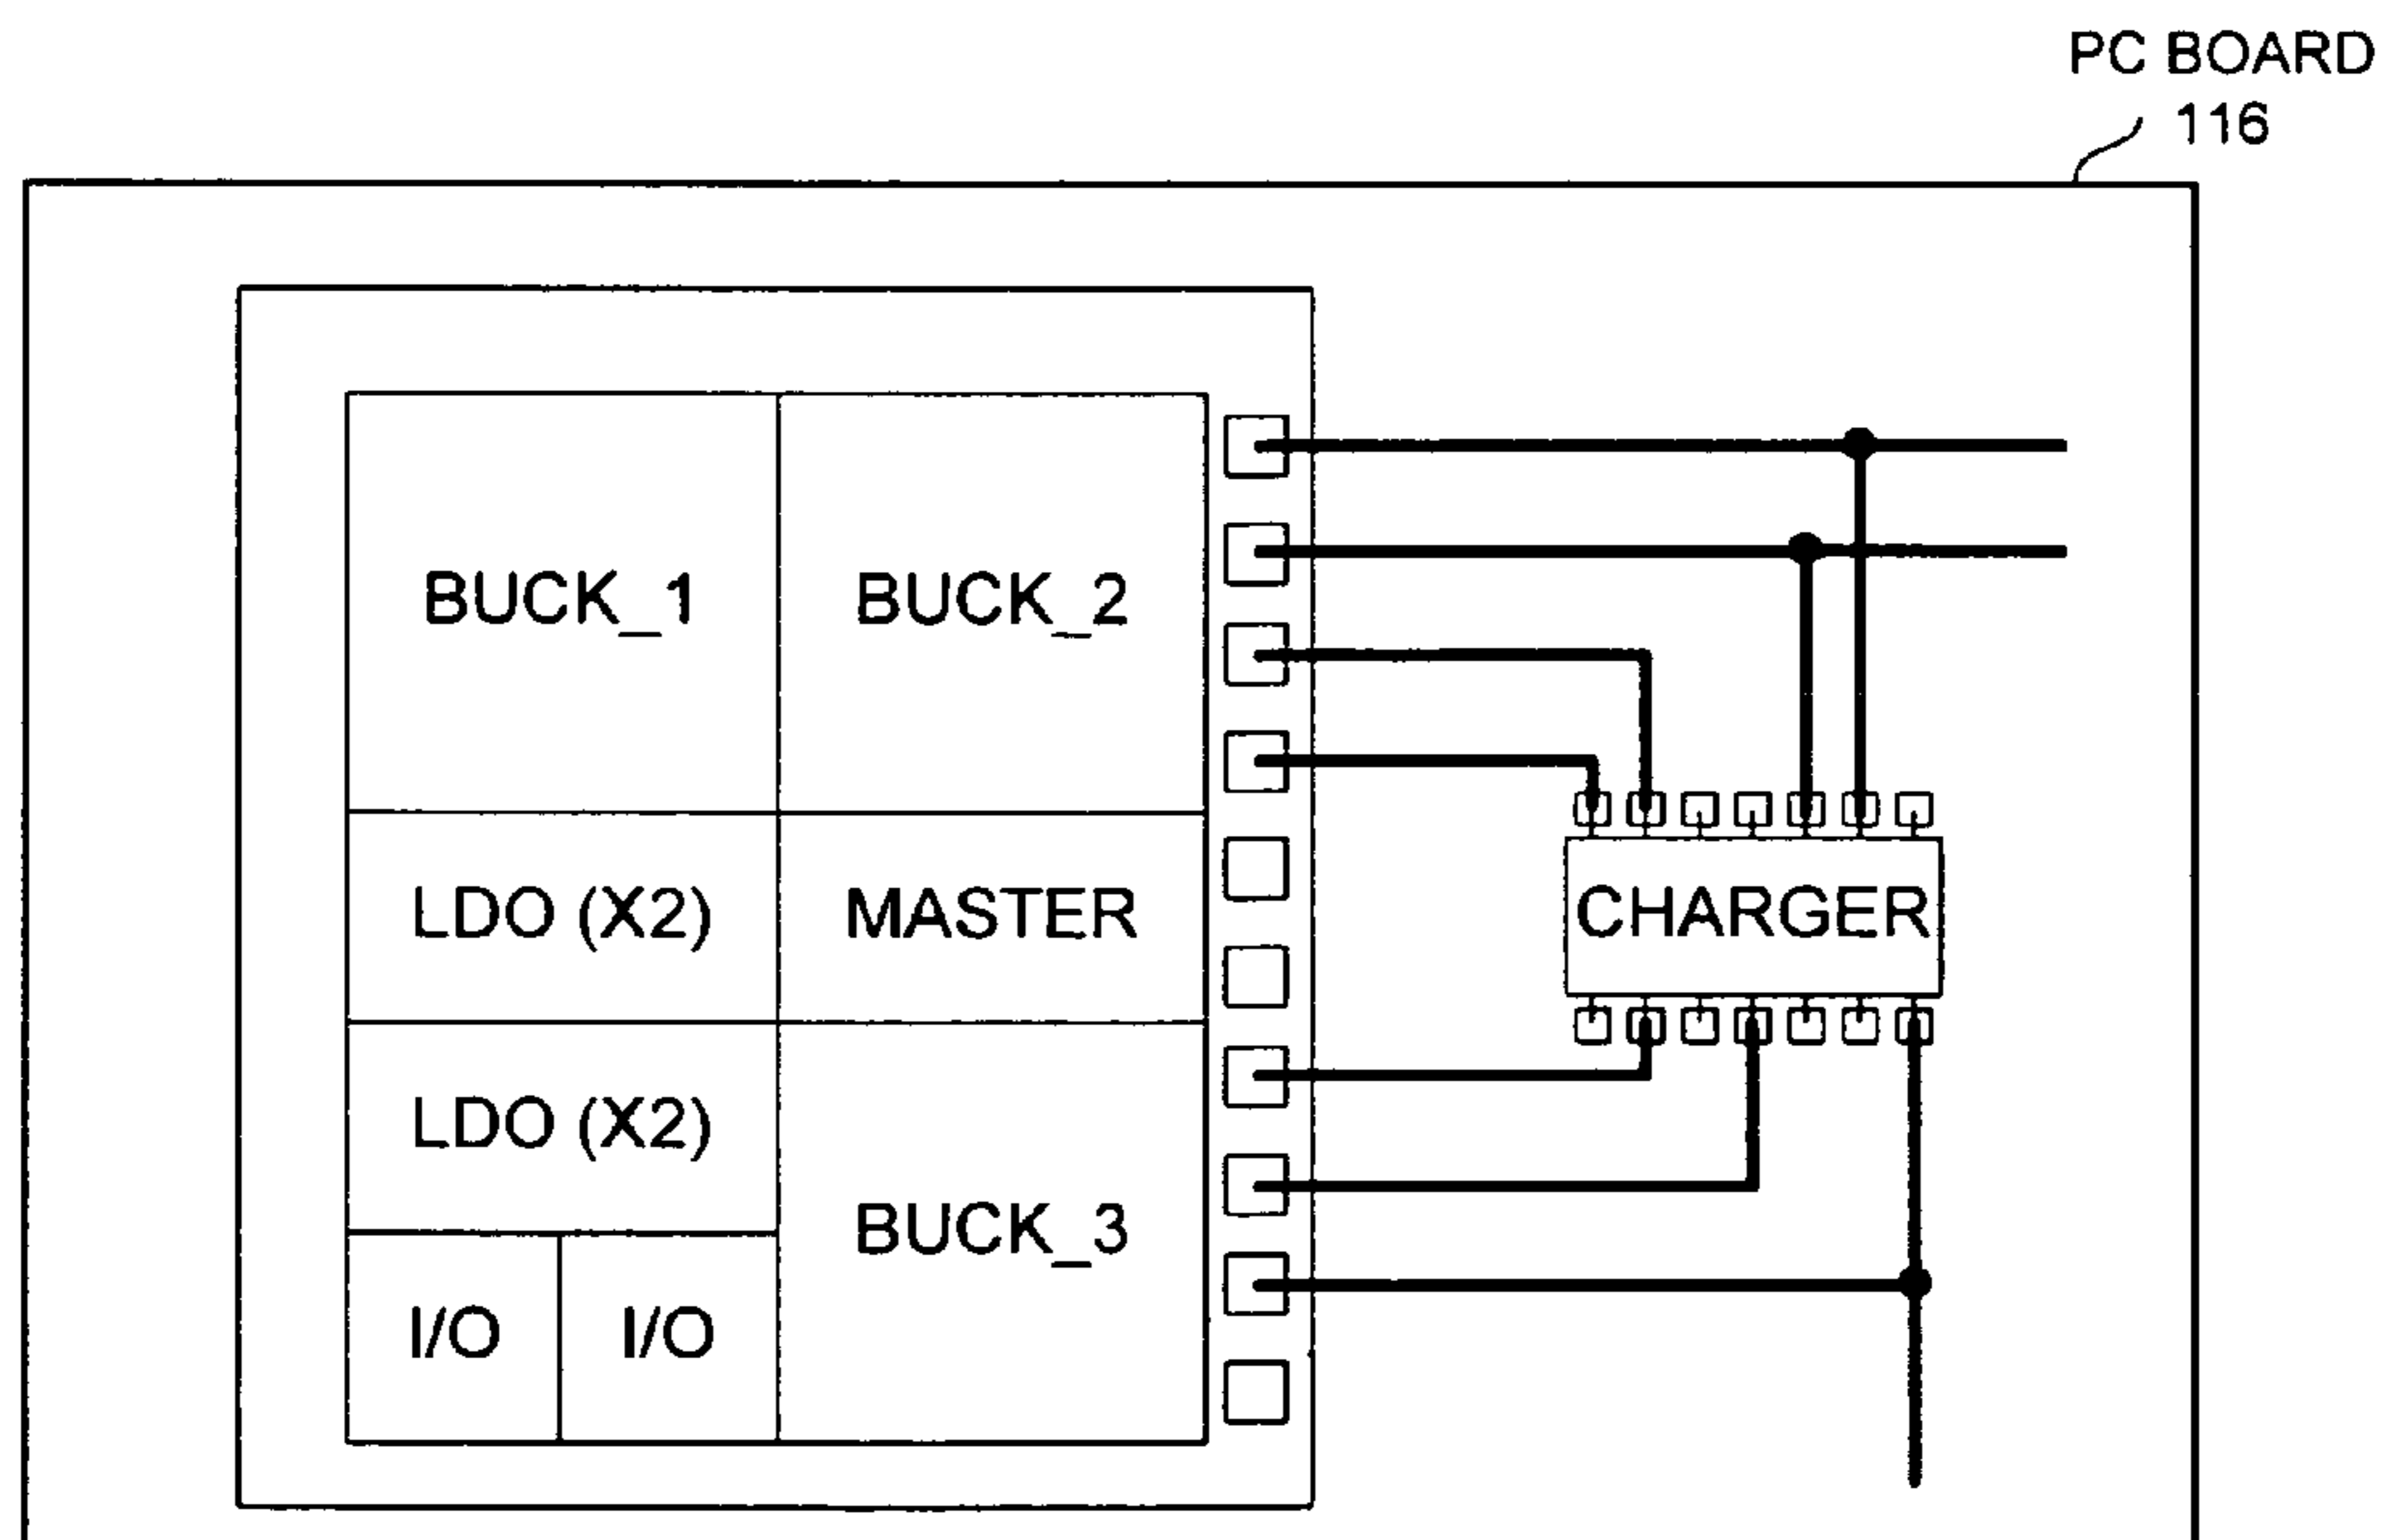 PC BOARD
116
BUCK_1
BUCK_2
LDO (X2)
MASTER
CHARGER
LDO (X2)
BUCK_3
I/O
I/O